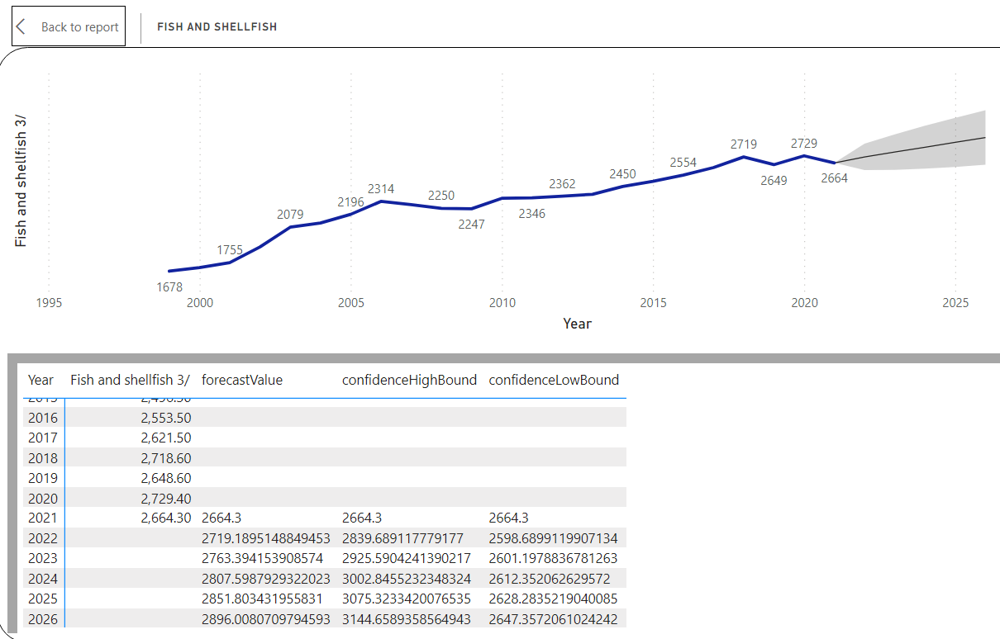 Back to report
FISH AND SHELLFISH
Fish and shellfish 3/
2719 2729
2554
2649 2664
2450
2314 2362
2196 2250
2079 2247 2346
1755
1678
1995 2000 2005 2010 2015 2020 2025
Year
Year Fish and shellfish 3/ forecastValue confidenceHighBound confidenceLowBound
2016 2,553.50
2017 2,621.50
2018 2,718.60
2019 2,648.60
2020 2,729.40
2021 2,664.30 2664.3 2664.3 2664.3
2022 2719.1895148849453 2839.689117779177 2598.6899119907134
2023 2763.394153908574 2925.5904241390217 2601.1978836781263
2024 2807.5987929322023 3002.8455232348324 2612.352062629572
2025 2851.803431955831 3075.3233420076535 2628.2835219040085
2026 2896.0080709794593 3144.6589358564943 2647.3572061024242